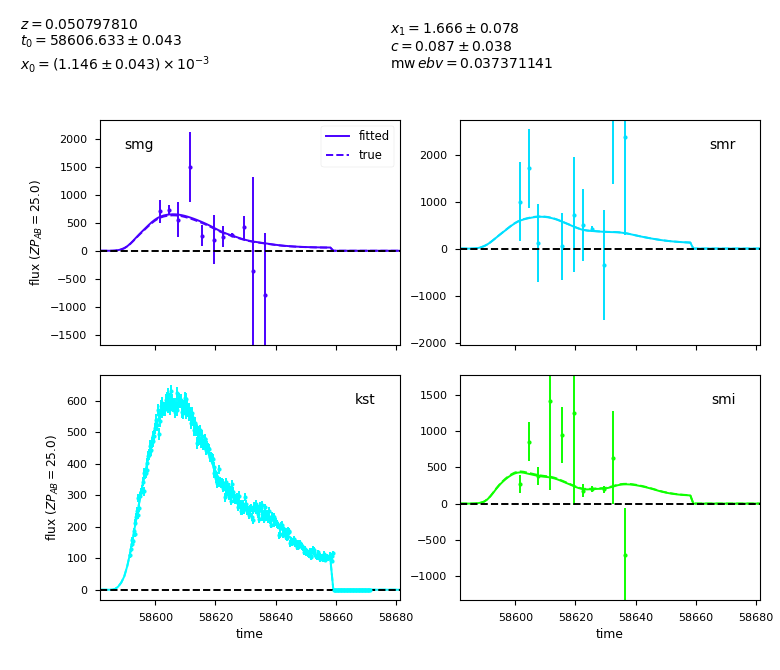 z = 0.050797810
t₀ = 58606.633 ± 0.043
x₀ = (1.146 ± 0.043) × 10⁻³
x₁ = 1.666 ± 0.078
c = 0.087 ± 0.038
mw ebv = 0.037371141
smg
fitted
true
2000
1500
1000
500
0
−500
−1000
−1500
flux (ZP_AB = 25.0)
smr
2000
1000
0
−1000
−2000
kst
600
500
400
300
200
100
0
flux (ZP_AB = 25.0)
58600 58620 58640 58660 58680
time
smi
1500
1000
500
0
−500
−1000
58600 58620 58640 58660 58680
time